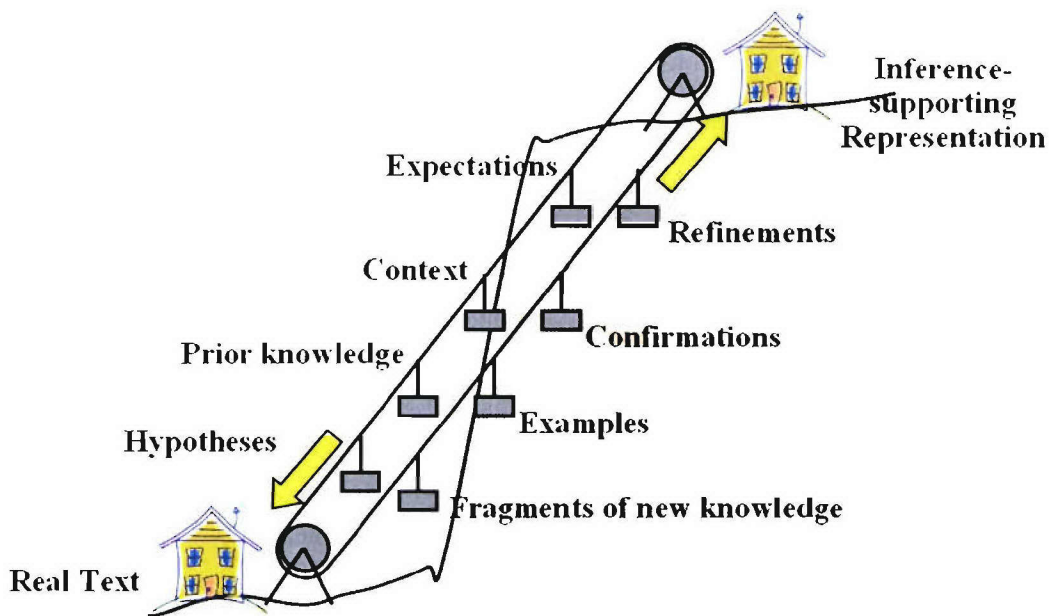 Inference-
supporting
Representation
Expectations
Refinements
Context
Confirmations
Prior knowledge
Examples
Hypotheses
Fragments of new knowledge
Real Text